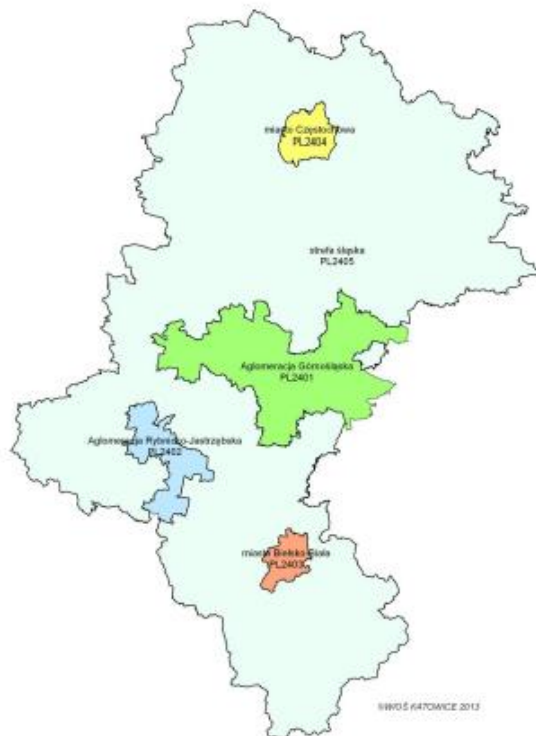 miasto Częstochowa
PL2404
strefa śląska
PL2405
Aglomeracja Górnośląska
PL2401
Aglomeracja Rybnicko-Jastrzębska
PL2402
miasto Bielsko-Biała
PL2403
WIOŚ KATOWICE 2013